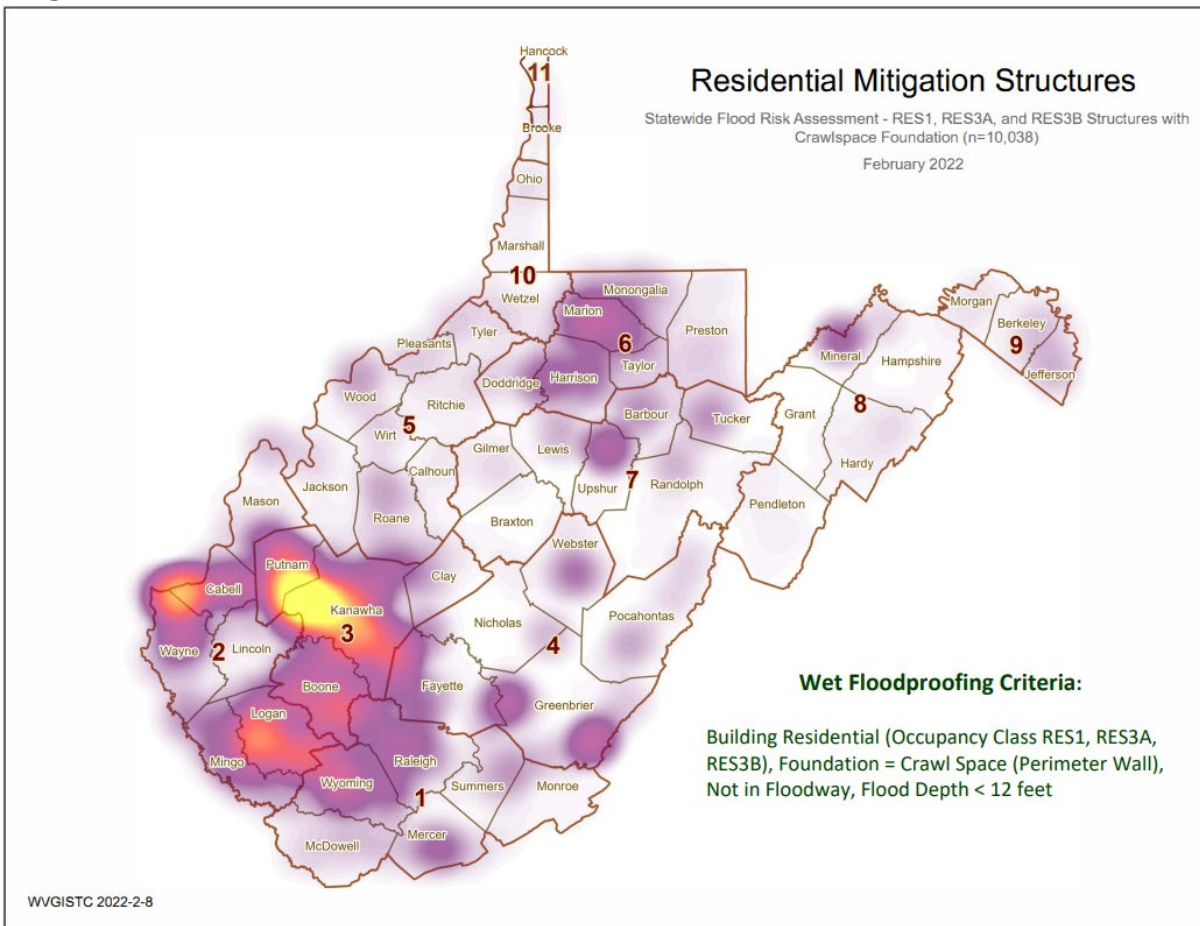 Hancock
11
Residential Mitigation Structures
Statewide Flood Risk Assessment - RES1, RES3A, and RES3B Structures with
Crawlspace Foundation (n=10,038)
February 2022
Brooke
Ohio
Marshall
10
Wetzel
Monongalia
Marion
Preston
Tyler
Pleasants
6
Taylor
Doddridge
Harrison
Morgan
Berkeley
9
Jefferson
Mineral
Hampshire
Wood
Ritchie
5
Wirt
Barbour
Tucker
Grant
8
Gilmer
Lewis
Calhoun
Hardy
Jackson
Upshur
7
Randolph
Mason
Roane
Braxton
Pendleton
Webster
Putnam
Clay
Cabell
Kanawha
3
Nicholas
Pocahontas
Wayne
2
Lincoln
4
Boone
Fayette
Greenbrier
Logan
Wet Floodproofing Criteria:
Building Residential (Occupancy Class RES1, RES3A,
RES3B), Foundation = Crawl Space (Perimeter Wall),
Not in Floodway, Flood Depth < 12 feet
Mingo
Raleigh
Wyoming
Summers
Monroe
1
Mercer
McDowell
WVGISTC 2022-2-8